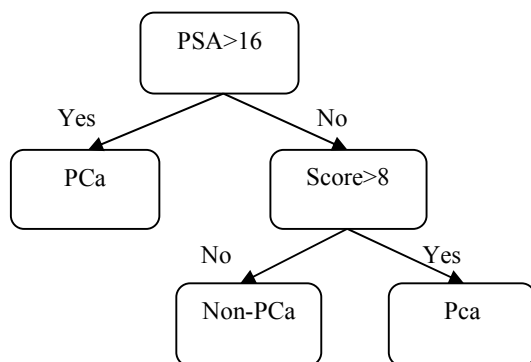 PSA>16
Yes
No
PCa
Score>8
No
Yes
Non-PCa
Pca